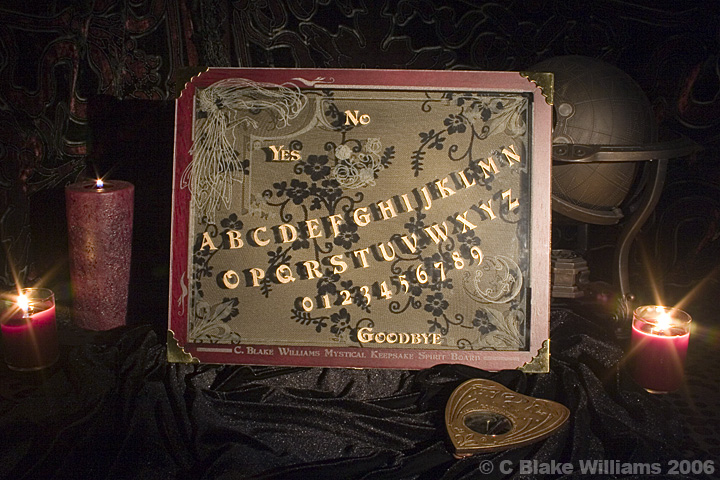 No
Yes
ABCDEFGHIJKLMN
OPQRSTUVWXYZ
0123456789
Goodbye
C. Blake Williams Mystical Keepsake Spirit Board
© C Blake Williams 2006